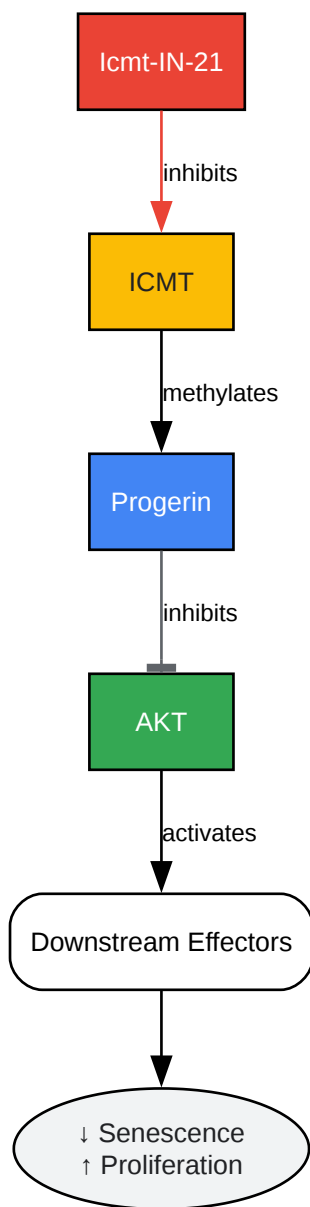 Icmt-IN-21
inhibits
ICMT
methylates
Progerin
inhibits
AKT
activates
Downstream Effectors
↓ Senescence
↑ Proliferation